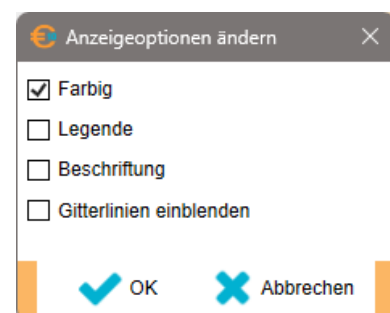 Anzeigeoptionen ändern
Farbig
Legende
Beschriftung
Gitterlinien einblenden
OK Abbrechen